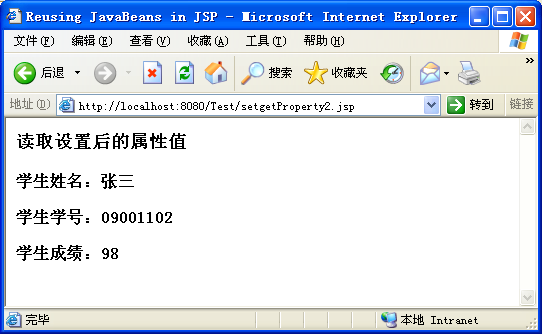 Reusing JavaBeans in JSP - Microsoft Internet Explorer
文件(F) 编辑(E) 查看(V) 收藏(A) 工具(T) 帮助(H)
后退 搜索 收藏夹
地址(D) http://localhost:8080/Test/setgetProperty2.jsp 转到 链接
读取设置后的属性值
学生姓名：张三
学生学号：09001102
学生成绩：98
完毕 本地 Intranet